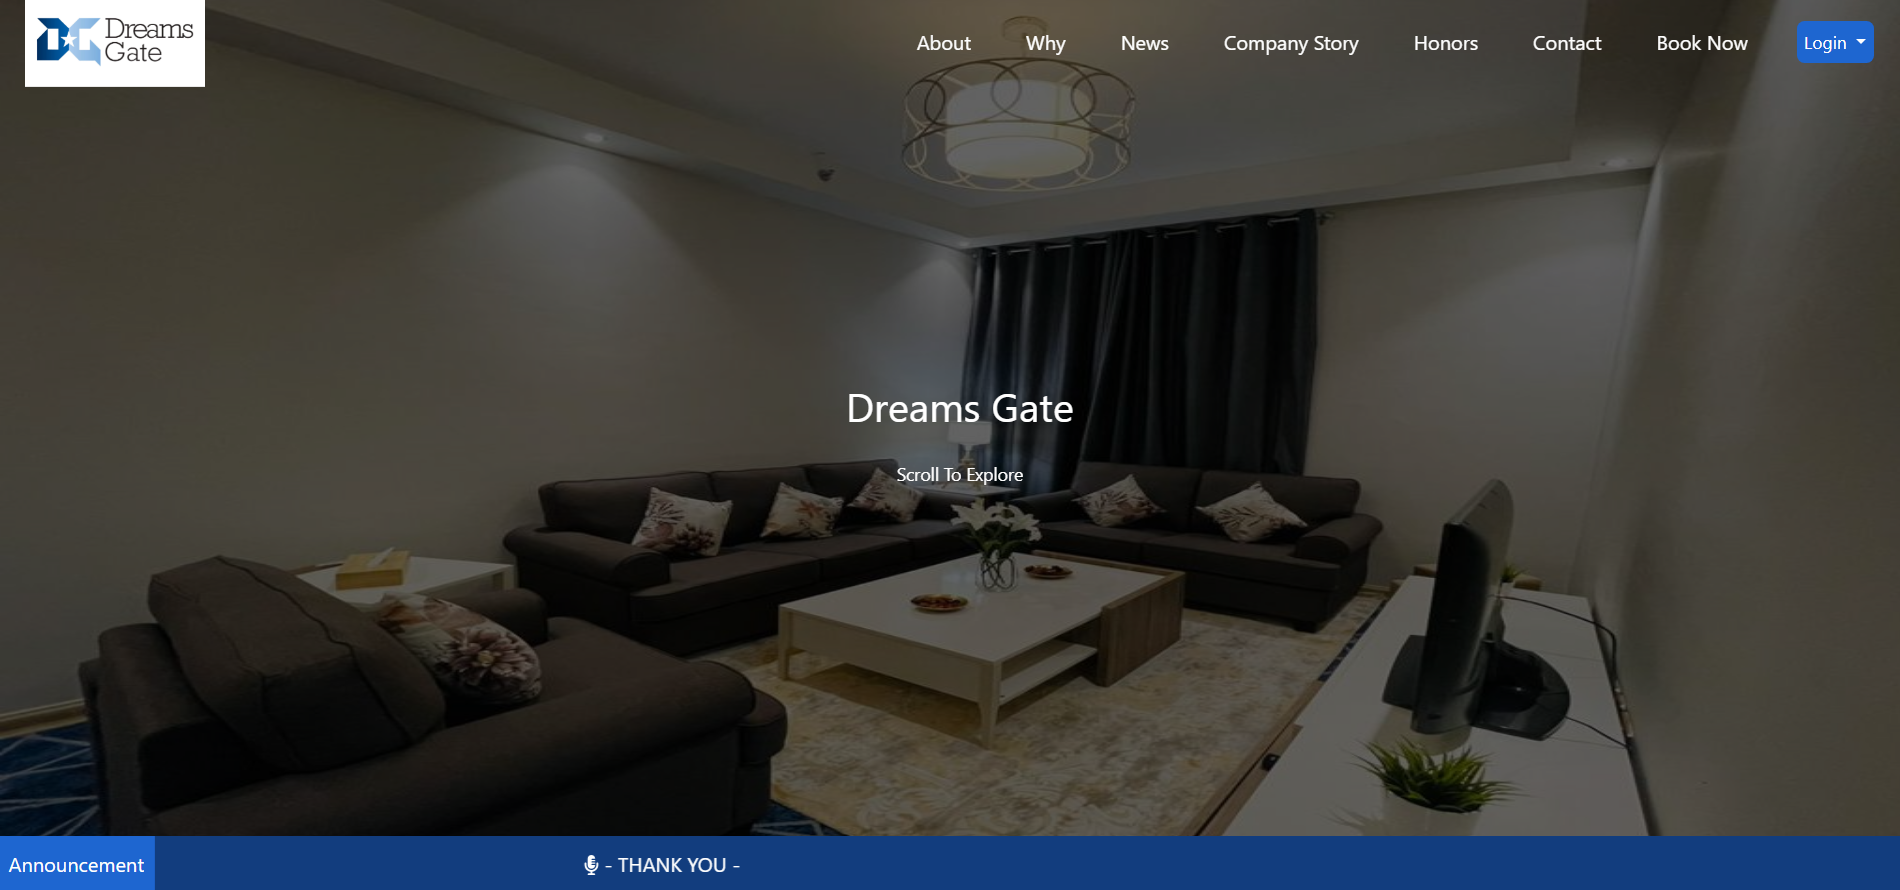 Dreams
Gate
About
Why
News
Company Story
Honors
Contact
Book Now
Login
Dreams Gate
Scroll To Explore
Announcement
- THANK YOU -